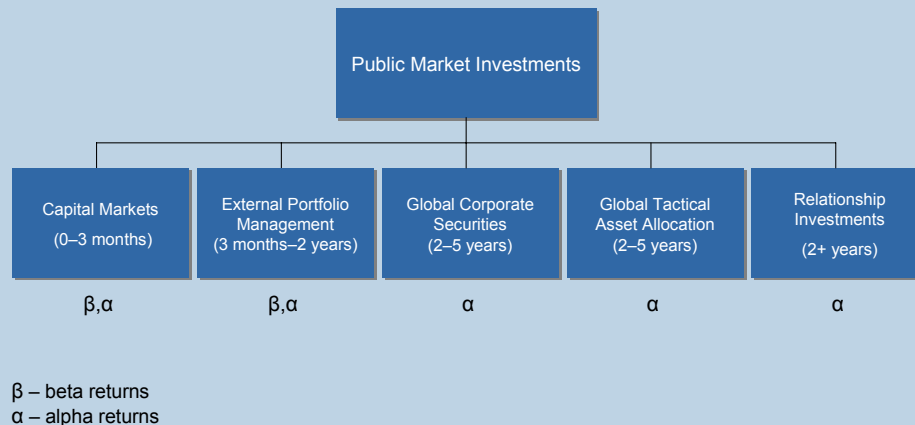 Public Market Investments
Capital Markets
(0–3 months)
External Portfolio
Management
(3 months–2 years)
Global Corporate
Securities
(2–5 years)
Global Tactical
Asset Allocation
(2–5 years)
Relationship
Investments
(2+ years)
β,α
β,α
α
α
α
β – beta returns
α – alpha returns